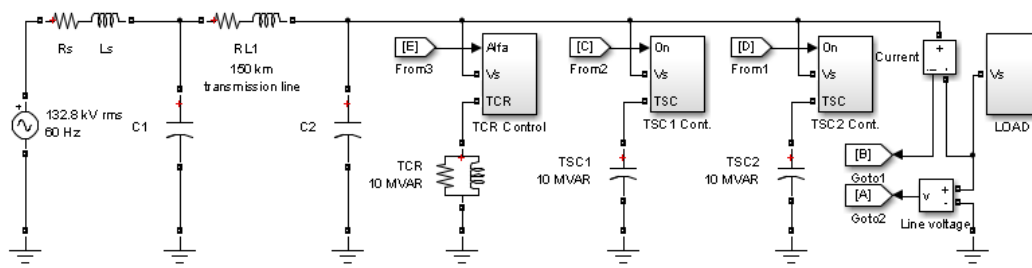 Rs
Ls
RL1
150 km
transmission line
132.8 kV rms
60 Hz
+
C1
C2
[E]
From3
Alfa
Vs
TCR
TCR Control
TCR
10 MVAR
[C]
From2
On
Vs
TSC
TSC1 Cont.
TSC1
10 MVAR
[D]
From1
On
Vs
TSC
TSC2 Cont.
TSC2
10 MVAR
Current
+
i
-
Vs
LOAD
[B]
Goto1
[A]
Goto2
v
+
-
Line voltage